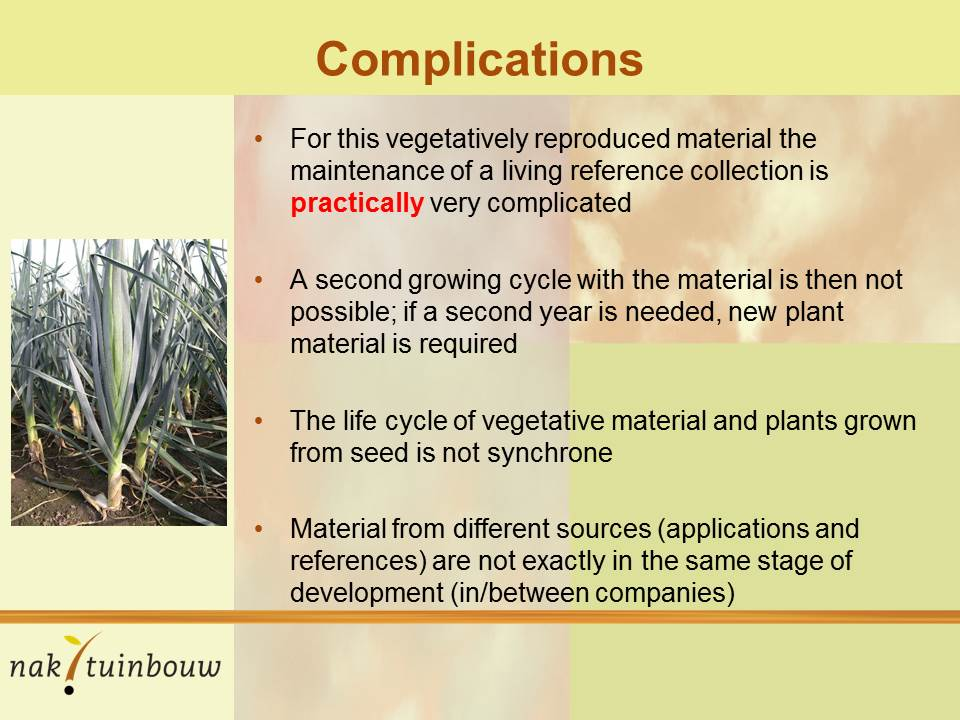 Complications
• For this vegetatively reproduced material the
maintenance of a living reference collection is
practically very complicated
• A second growing cycle with the material is then not
possible; if a second year is needed, new plant
material is required
• The life cycle of vegetative material and plants grown
from seed is not synchrone
• Material from different sources (applications and
references) are not exactly in the same stage of
development (in/between companies)
nak tuinbouw